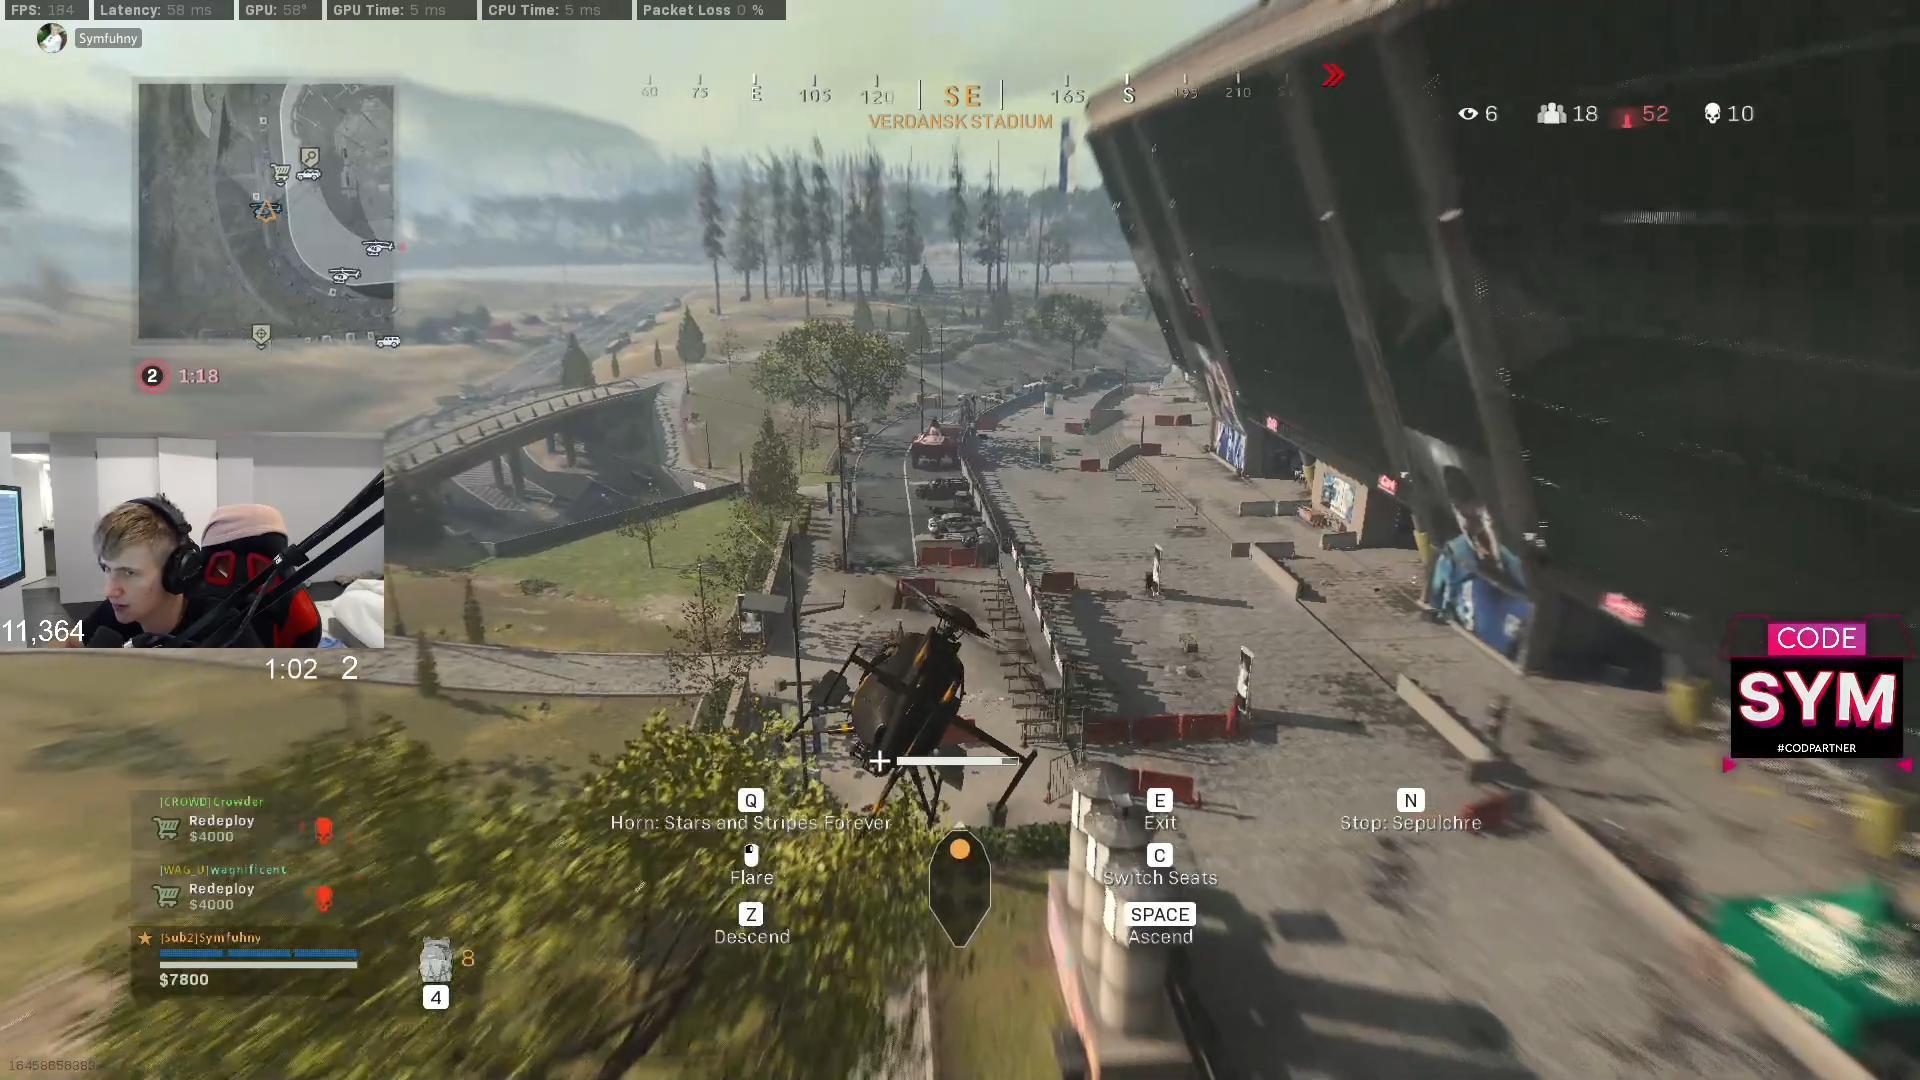 FPS: 184 Latency: 58 ms GPU: 58° GPU Time: 5 ms CPU Time: 5 ms Packet Loss 0 %
Symfuhny
60 75 E 105 120 SE 165 S 195 210
VERDANSK STADIUM
6 18 52 10
2 1:18
11,364
1:02 2
CODE
SYM
#CODPARTNER
[CROWD]Crowder
Redeploy
$4000
[WAG_U]wagnificent
Redeploy
$4000
[Sub2]Symfuhny
$7800
8
4
Q
Horn: Stars and Stripes Forever
Flare
Z
Descend
E
Exit
C
Switch Seats
SPACE
Ascend
N
Stop: Sepulchre